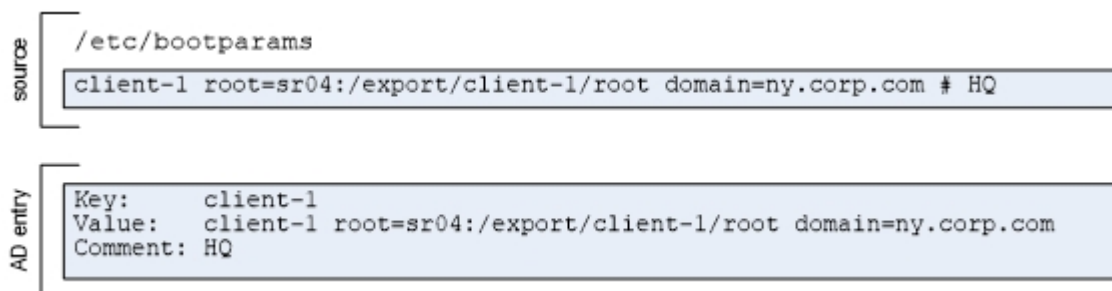 source
/etc/bootparams
client-1 root=sr04:/export/client-1/root domain=ny.corp.com # HQ
AD entry
Key: client-1
Value: client-1 root=sr04:/export/client-1/root domain=ny.corp.com
Comment: HQ